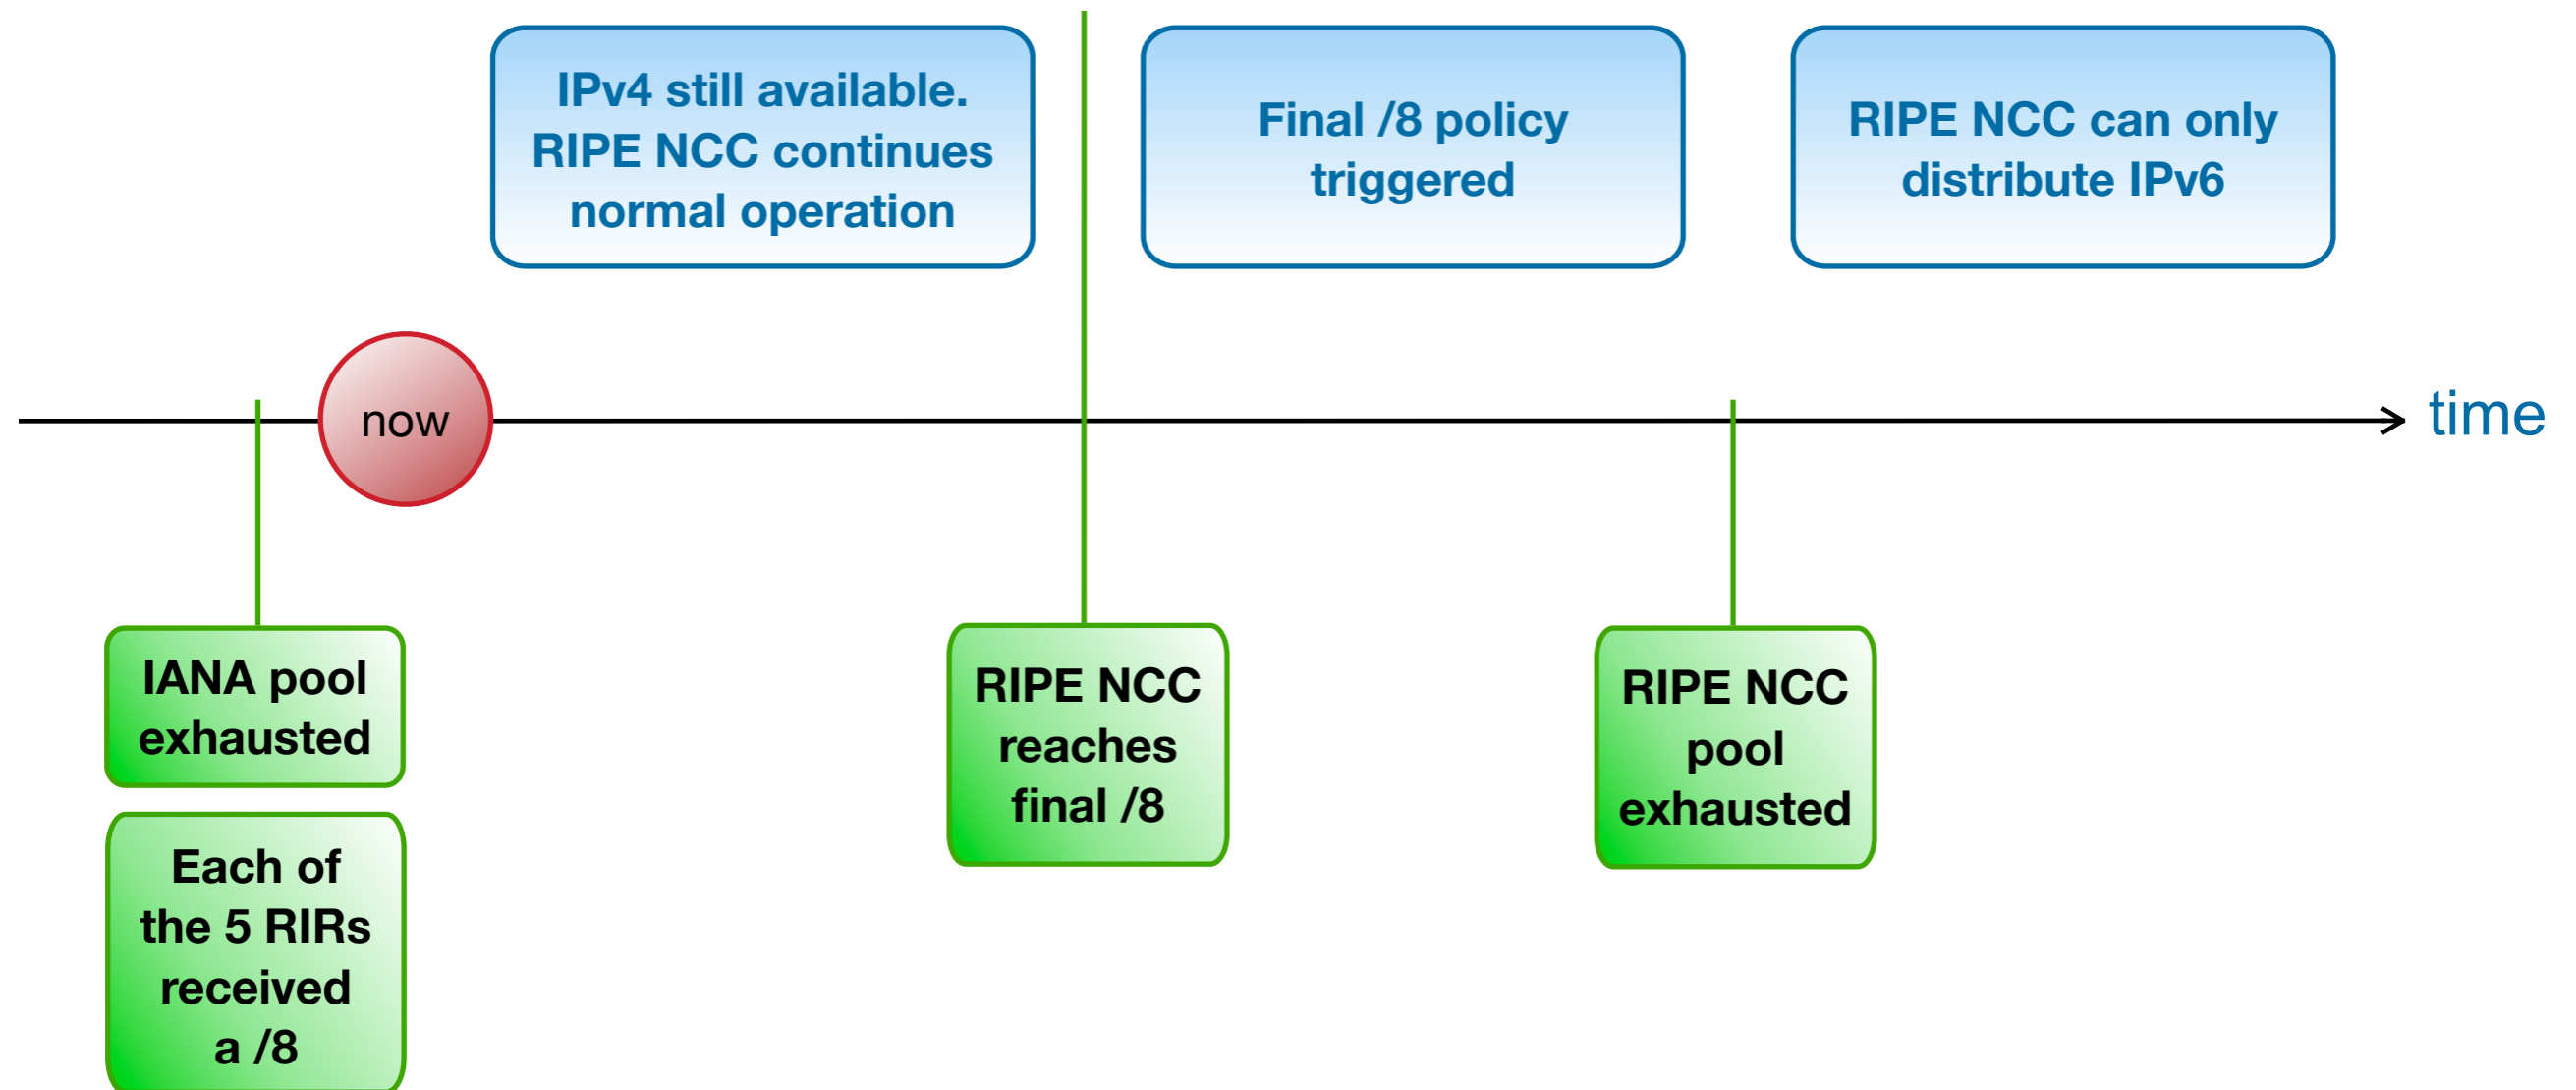 IPv4 still available.
RIPE NCC continues
normal operation
Final /8 policy
triggered
RIPE NCC can only
distribute IPv6
now
time
IANA pool
exhausted
Each of
the 5 RIRs
received
a /8
RIPE NCC
reaches
final /8
RIPE NCC
pool
exhausted